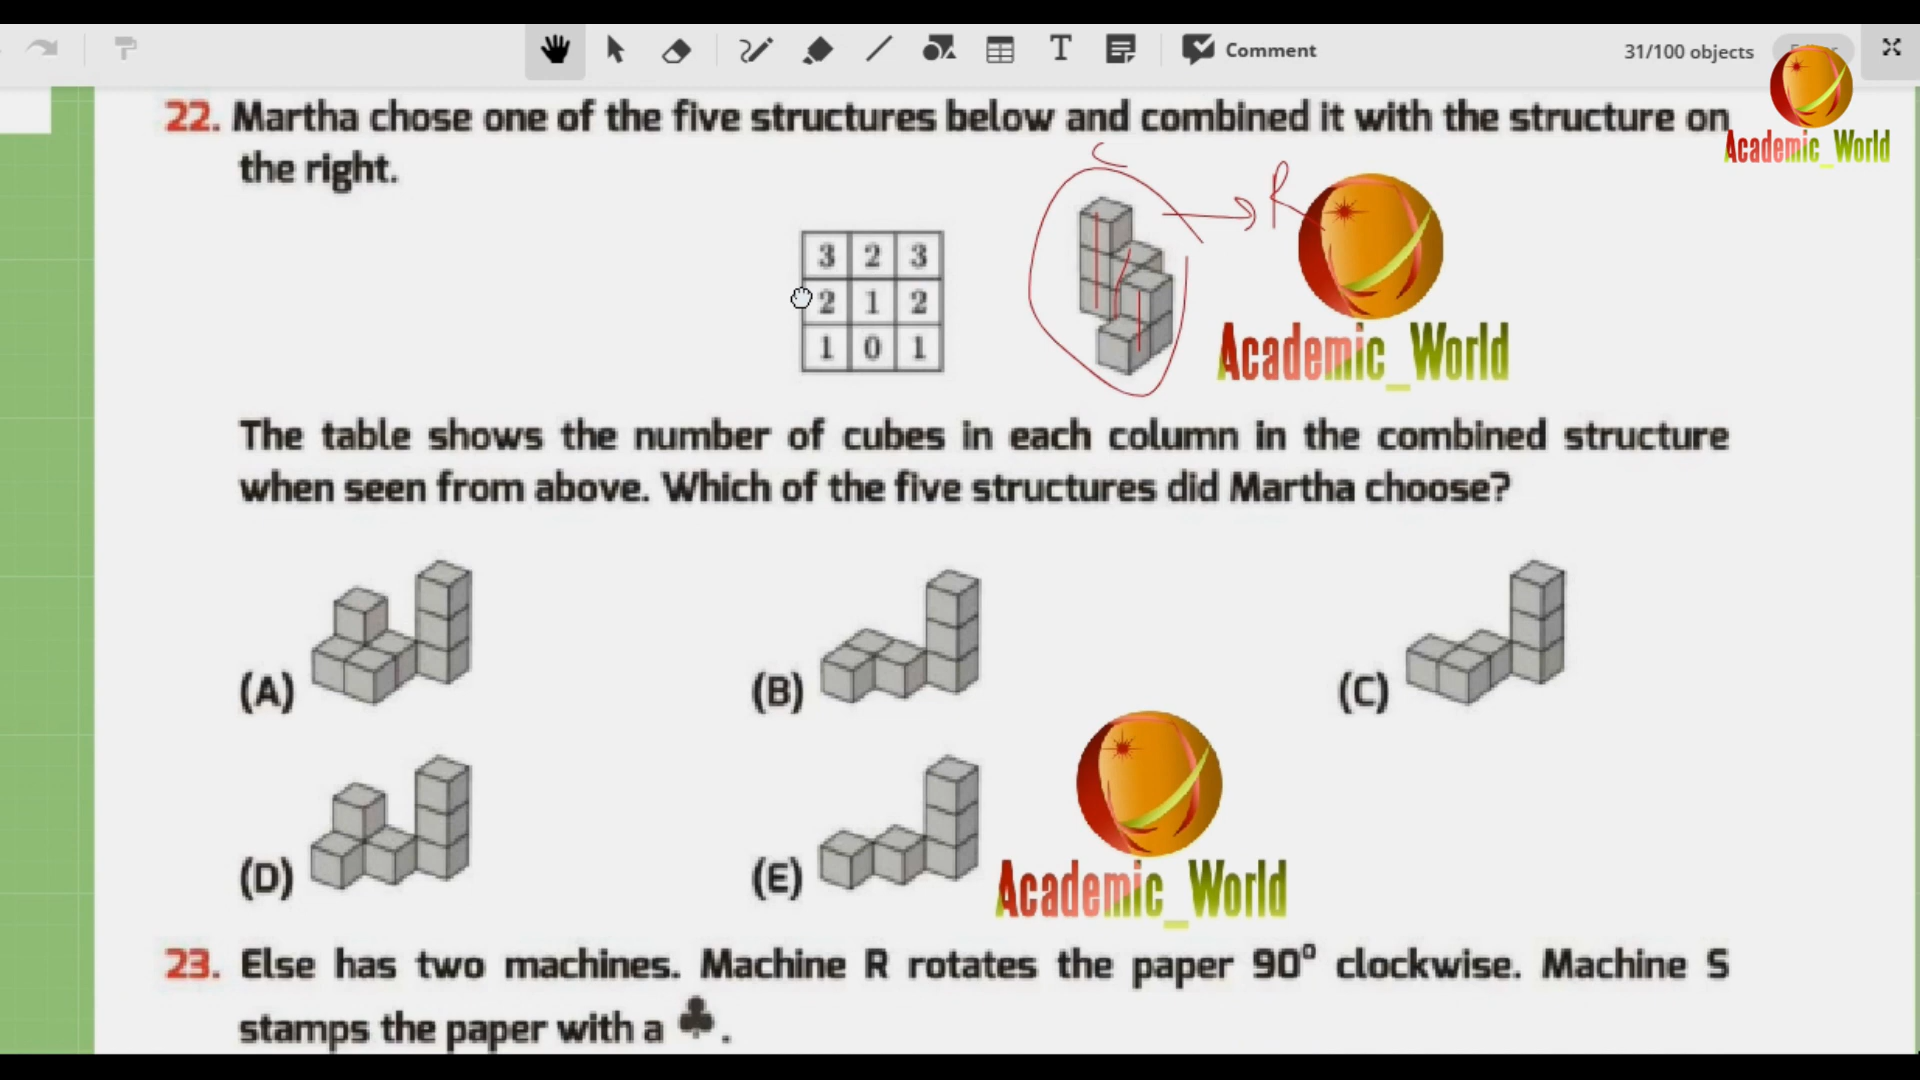 Comment
31/100 objects
Academic_World
22. Martha chose one of the five structures below and combined it with the structure on
the right.
C
R
3 2 3
2 1 2
1 0 1
Academic_World
The table shows the number of cubes in each column in the combined structure
when seen from above. Which of the five structures did Martha choose?
(A) (B) (C)
(D) (E)
Academic_World
23. Else has two machines. Machine R rotates the paper 90° clockwise. Machine S
stamps the paper with a ♣.